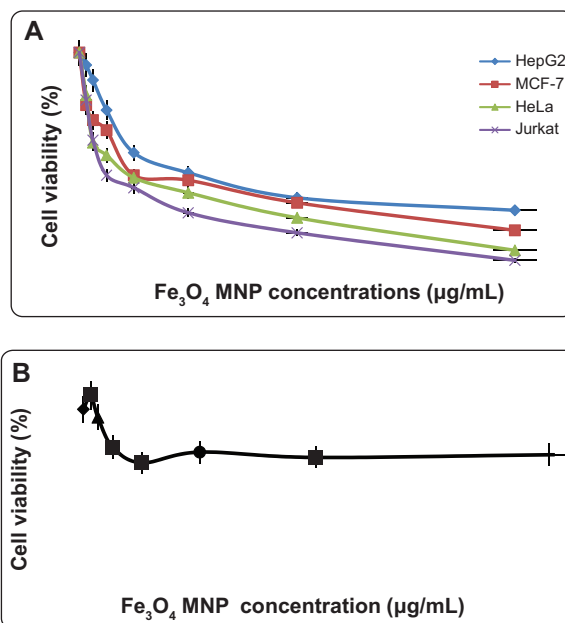 A
HepG2
MCF-7
HeLa
Jurkat
Cell viability (%)
Fe₃O₄ MNP concentrations (µg/mL)
B
Cell viability (%)
Fe₃O₄ MNP concentration (µg/mL)